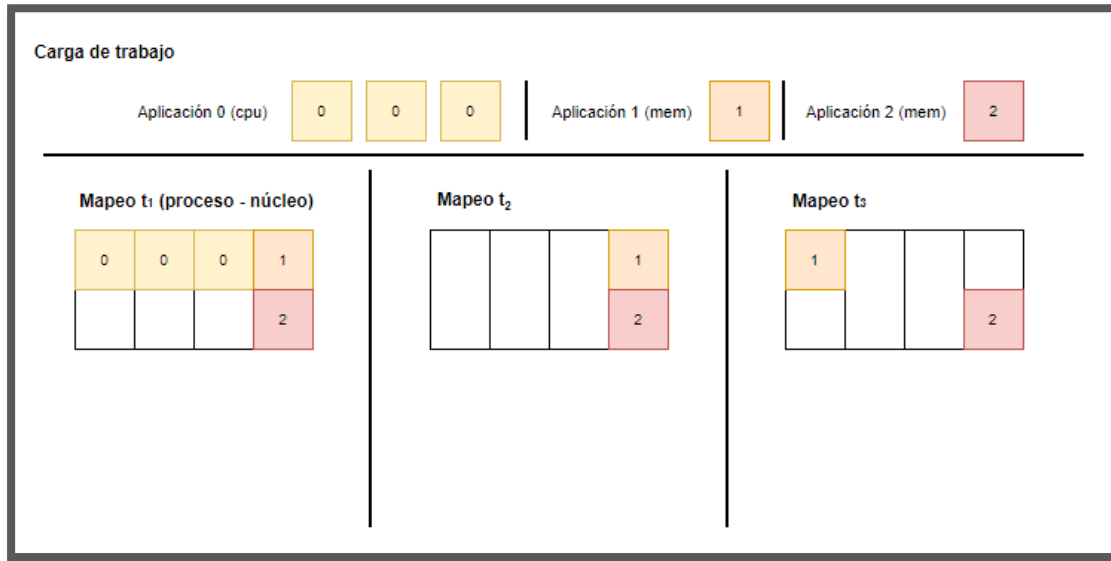 Carga de trabajo
Aplicación 0 (cpu) 0 0 0 Aplicación 1 (mem) 1 Aplicación 2 (mem) 2
Mapeo t₁ (proceso - núcleo) Mapeo t₂ Mapeo t₃
0 0 0 1 1 1
2 2 2